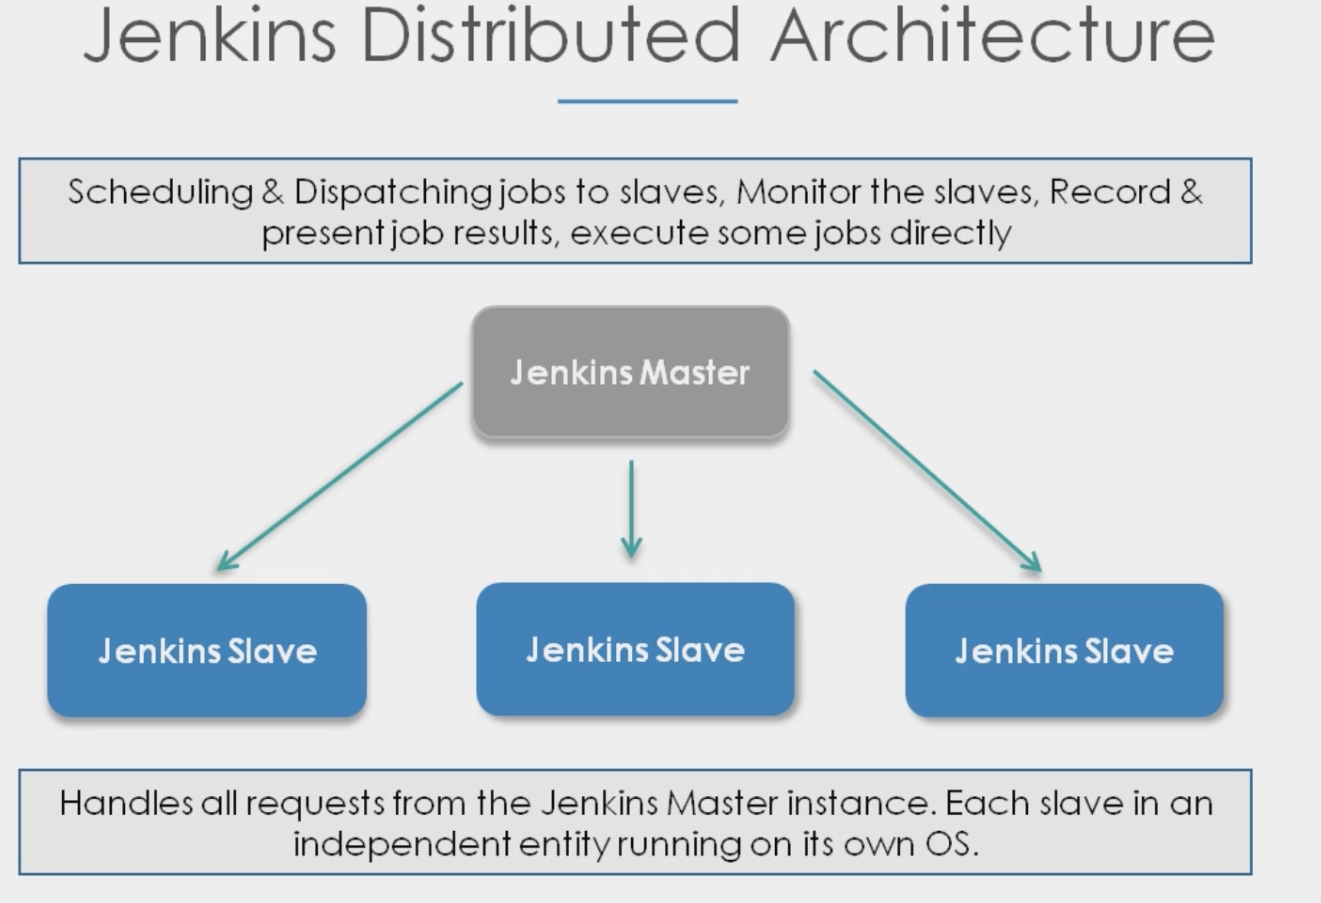 Jenkins Distributed Architecture
Scheduling & Dispatching jobs to slaves, Monitor the slaves, Record &
present job results, execute some jobs directly
Jenkins Master
Jenkins Slave
Jenkins Slave
Jenkins Slave
Handles all requests from the Jenkins Master instance. Each slave in an
independent entity running on its own OS.